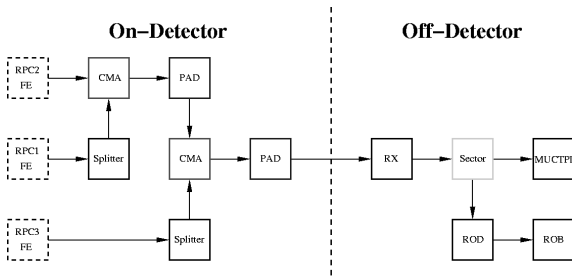 On–Detector
Off–Detector
RPC2
FE
CMA
PAD
RPC1
FE
Splitter
CMA
PAD
RX
Sector
MUCTPI
RPC3
FE
Splitter
ROD
ROB